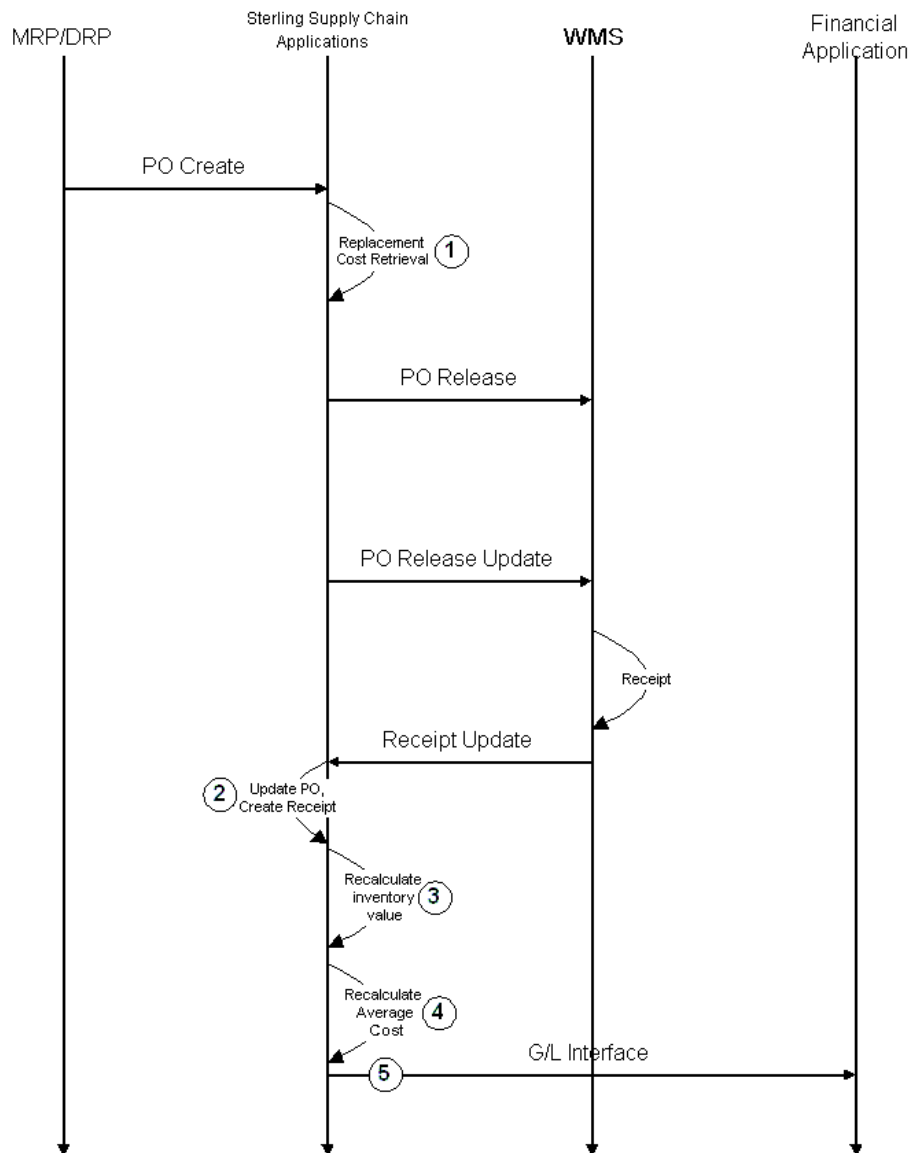 MRP/DRP
Sterling Supply Chain
Applications
WMS
Financial
Application
PO Create
Replacement
Cost Retrieval
1
PO Release
PO Release Update
Receipt
Receipt Update
2
Update PO,
Create Receipt
Recalculate
inventory
value
3
Recalculate
Average
Cost
4
G/L Interface
5